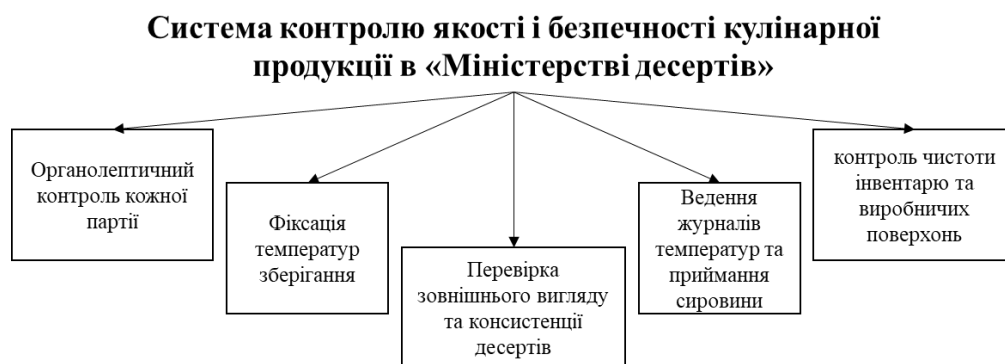 Система контролю якості і безпечності кулінарної
продукції в «Міністерстві десертів»
Органолептичний
контроль кожної
партії
Фіксація
температур
зберігання
Перевірка
зовнішнього вигляду
та консистенції
десертів
Ведення
журналів
температур та
приймання
сировини
контроль чистоти
інвентарю та
виробничих
поверхонь